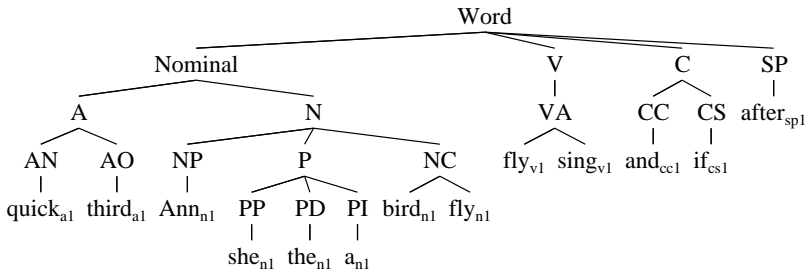 Word
Nominal V C SP
A N VA CC CS after_sp1
AN AO NP P NC fly_v1 sing_v1 and_cc1 if_cs1
quick_a1 third_a1 Ann_n1 PP PD PI bird_n1 fly_n1
she_n1 the_n1 a_n1